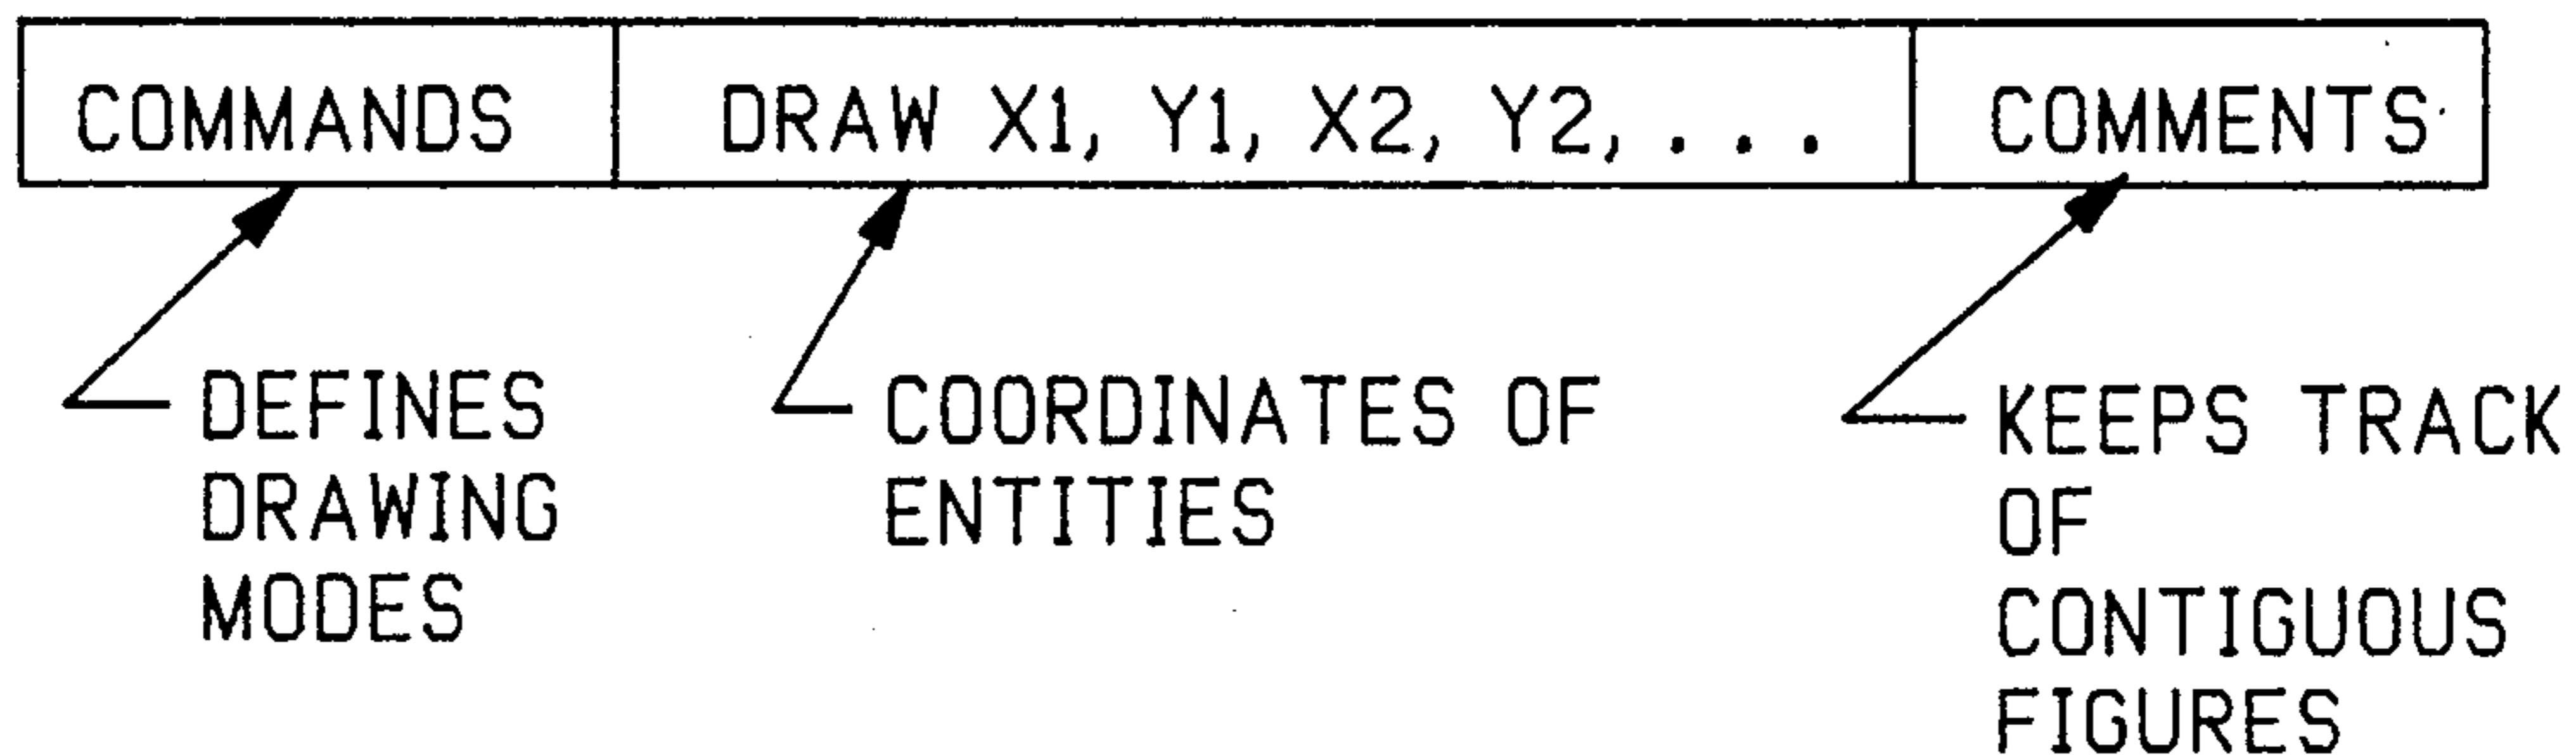 COMMANDS
DRAW X1, Y1, X2, Y2, . . .
COMMENTS
DEFINES
DRAWING
MODES
COORDINATES OF
ENTITIES
KEEPS TRACK
OF
CONTIGUOUS
FIGURES